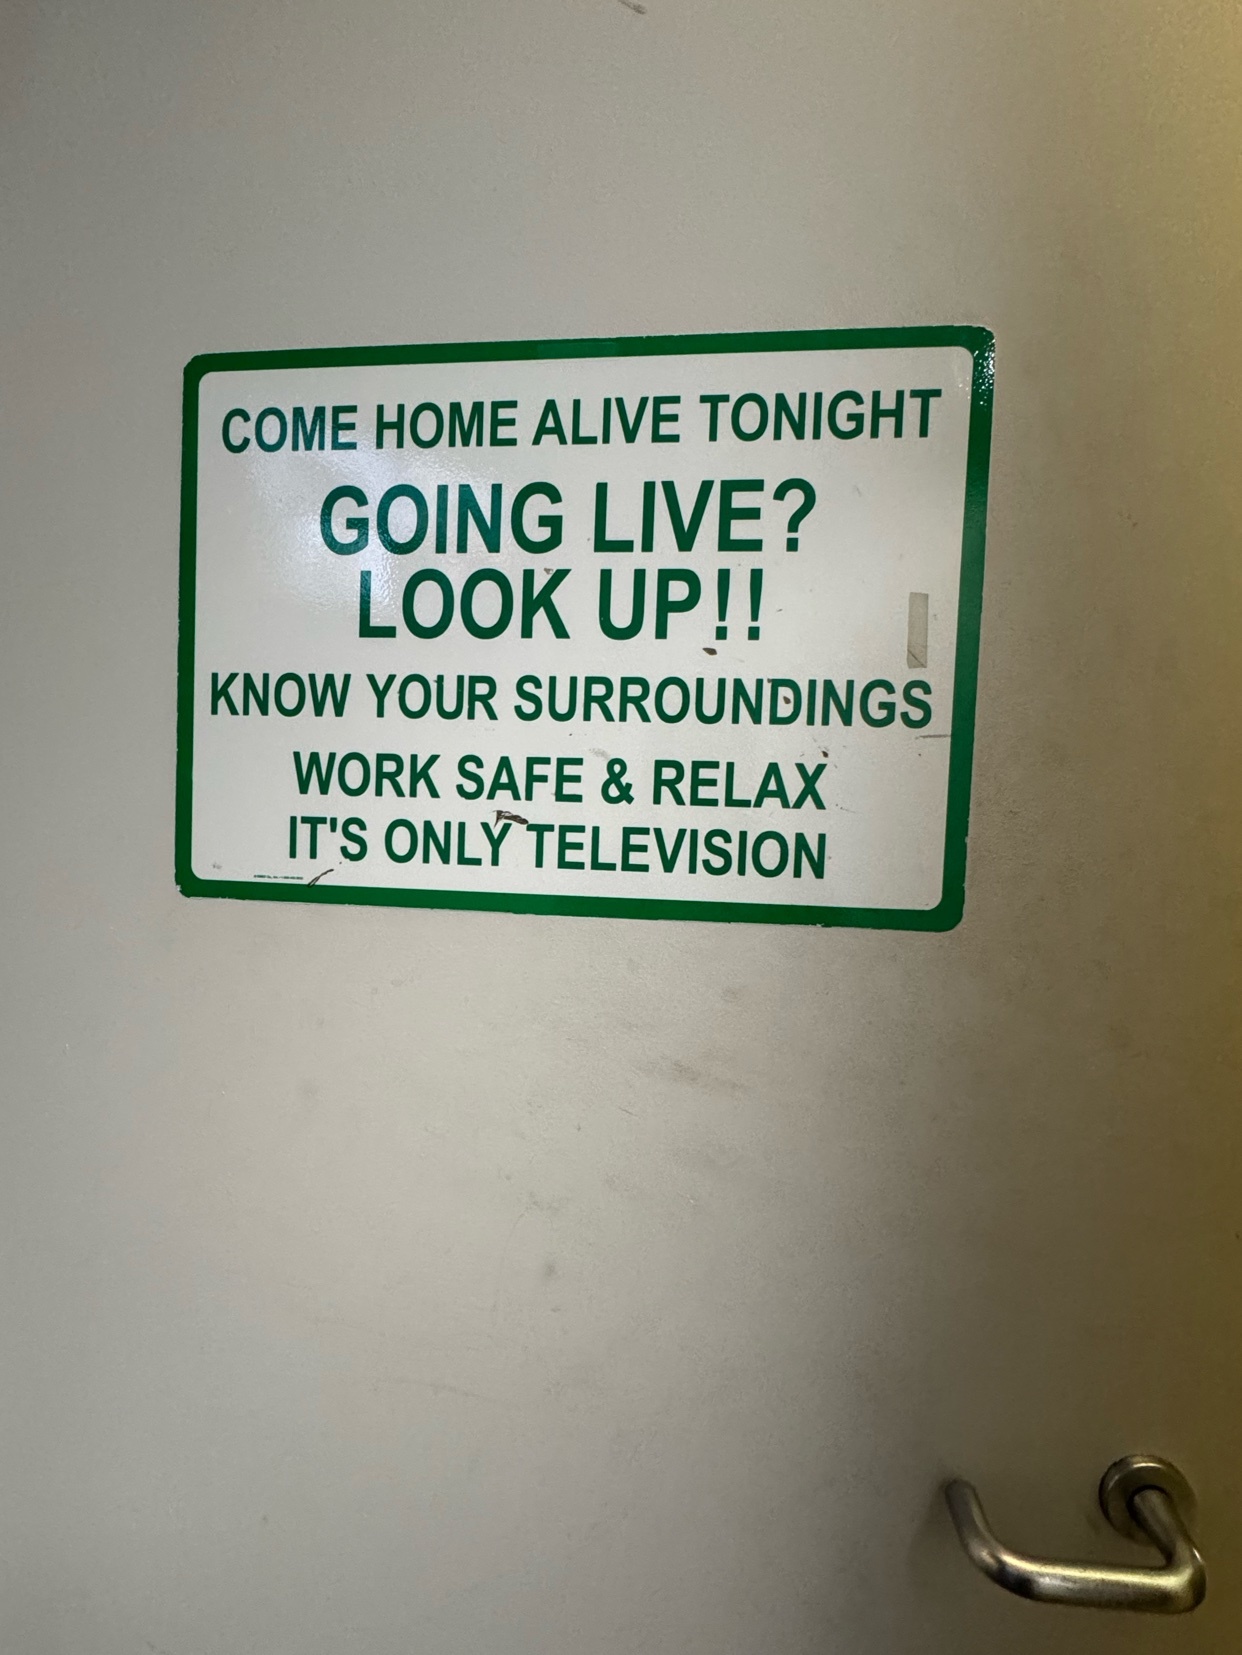 COME HOME ALIVE TONIGHT
GOING LIVE?
LOOK UP!!
KNOW YOUR SURROUNDINGS
WORK SAFE & RELAX
IT'S ONLY TELEVISION